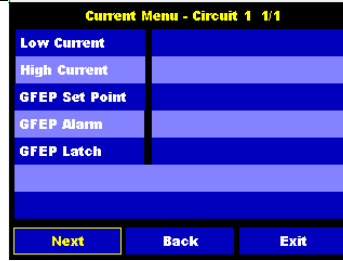 Current Menu - Circuit 1 1/1
Low Current
High Current
GFEP Set Point
GFEP Alarm
GFEP Latch
Next Back Exit